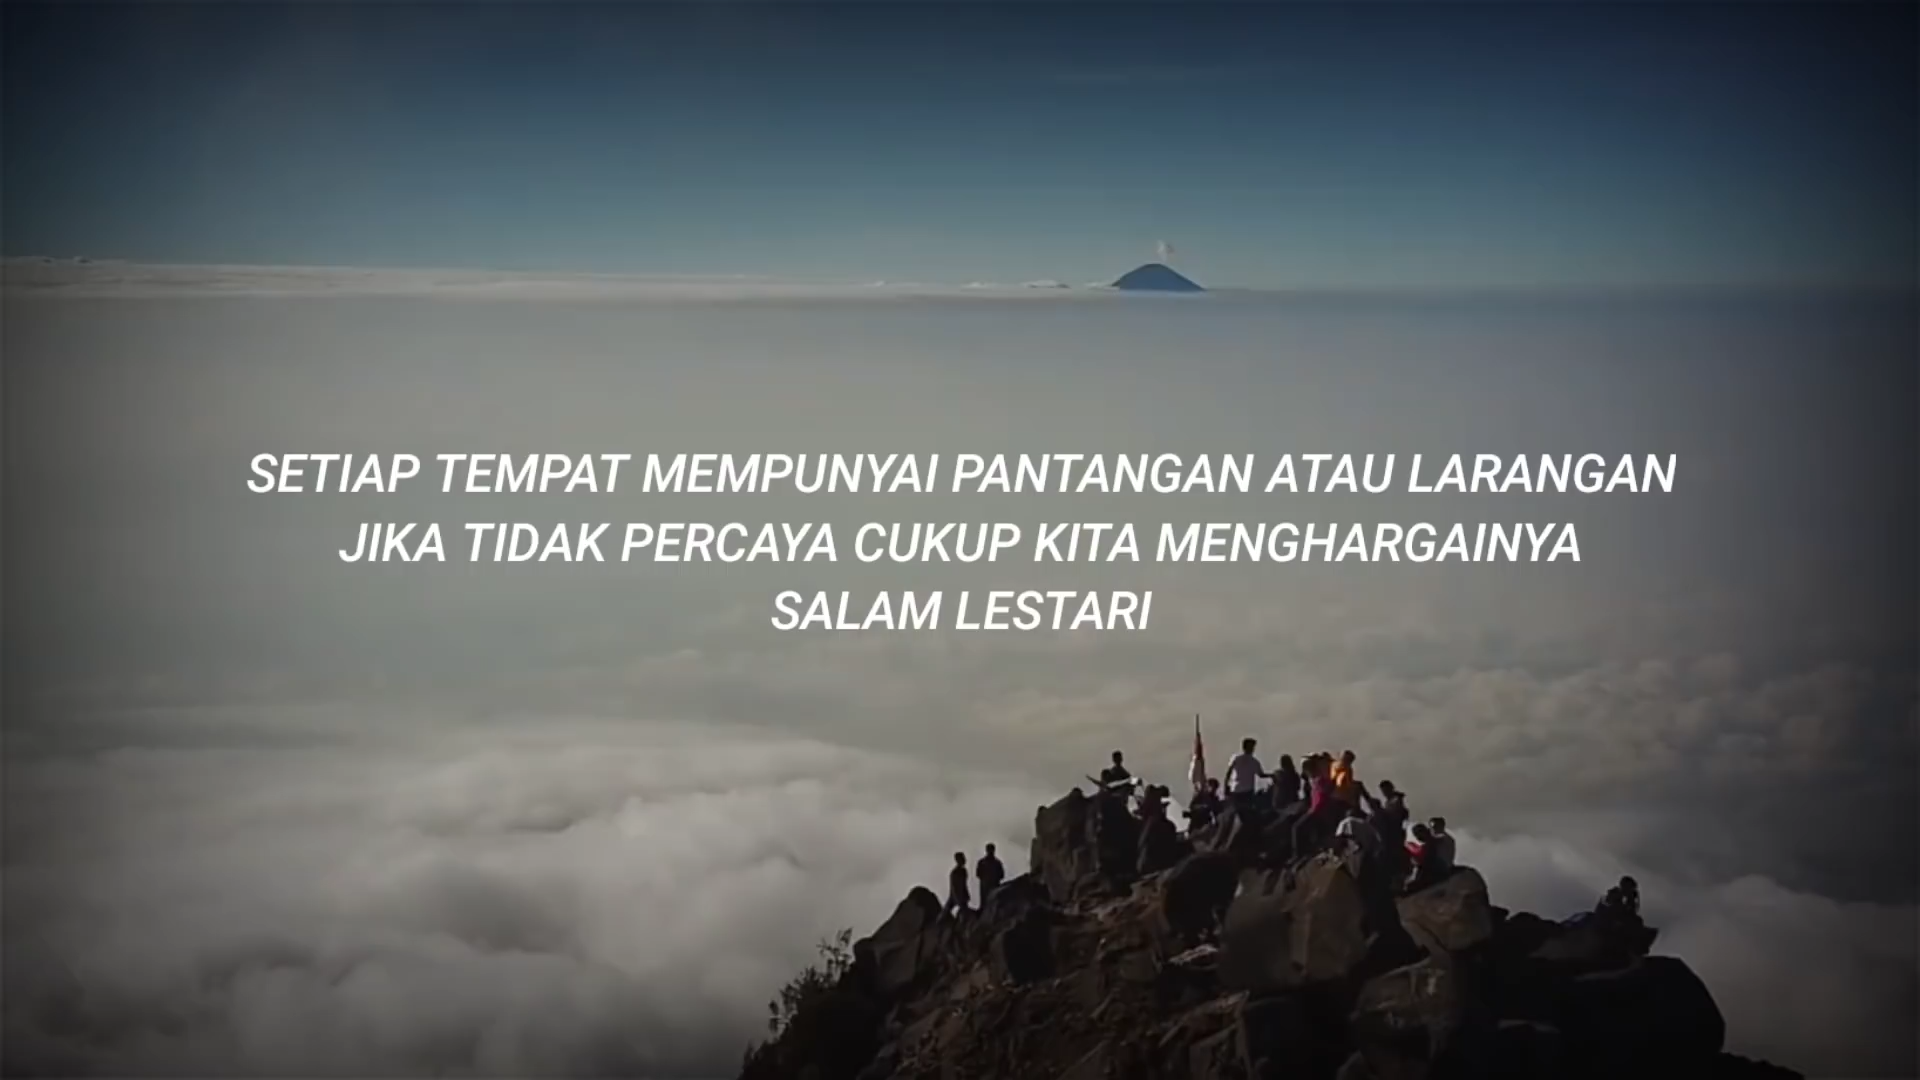 SETIAP TEMPAT MEMPUNYAI PANTANGAN ATAU LARANGAN
JIKA TIDAK PERCAYA CUKUP KITA MENGHARGAINYA
SALAM LESTARI